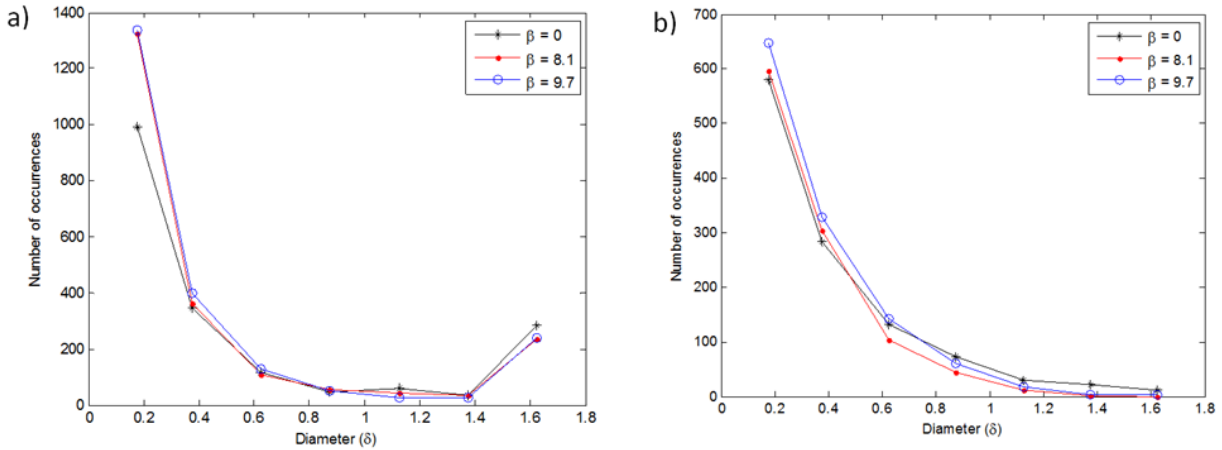 a)
1400
1200
1000
800
600
400
200
0
Number of occurrences
β = 0
β = 8.1
β = 9.7
0 0.2 0.4 0.6 0.8 1 1.2 1.4 1.6 1.8
Diameter (δ)
b)
700
600
500
400
300
200
100
0
Number of occurrences
β = 0
β = 8.1
β = 9.7
0 0.2 0.4 0.6 0.8 1 1.2 1.4 1.6 1.8
Diameter (δ)